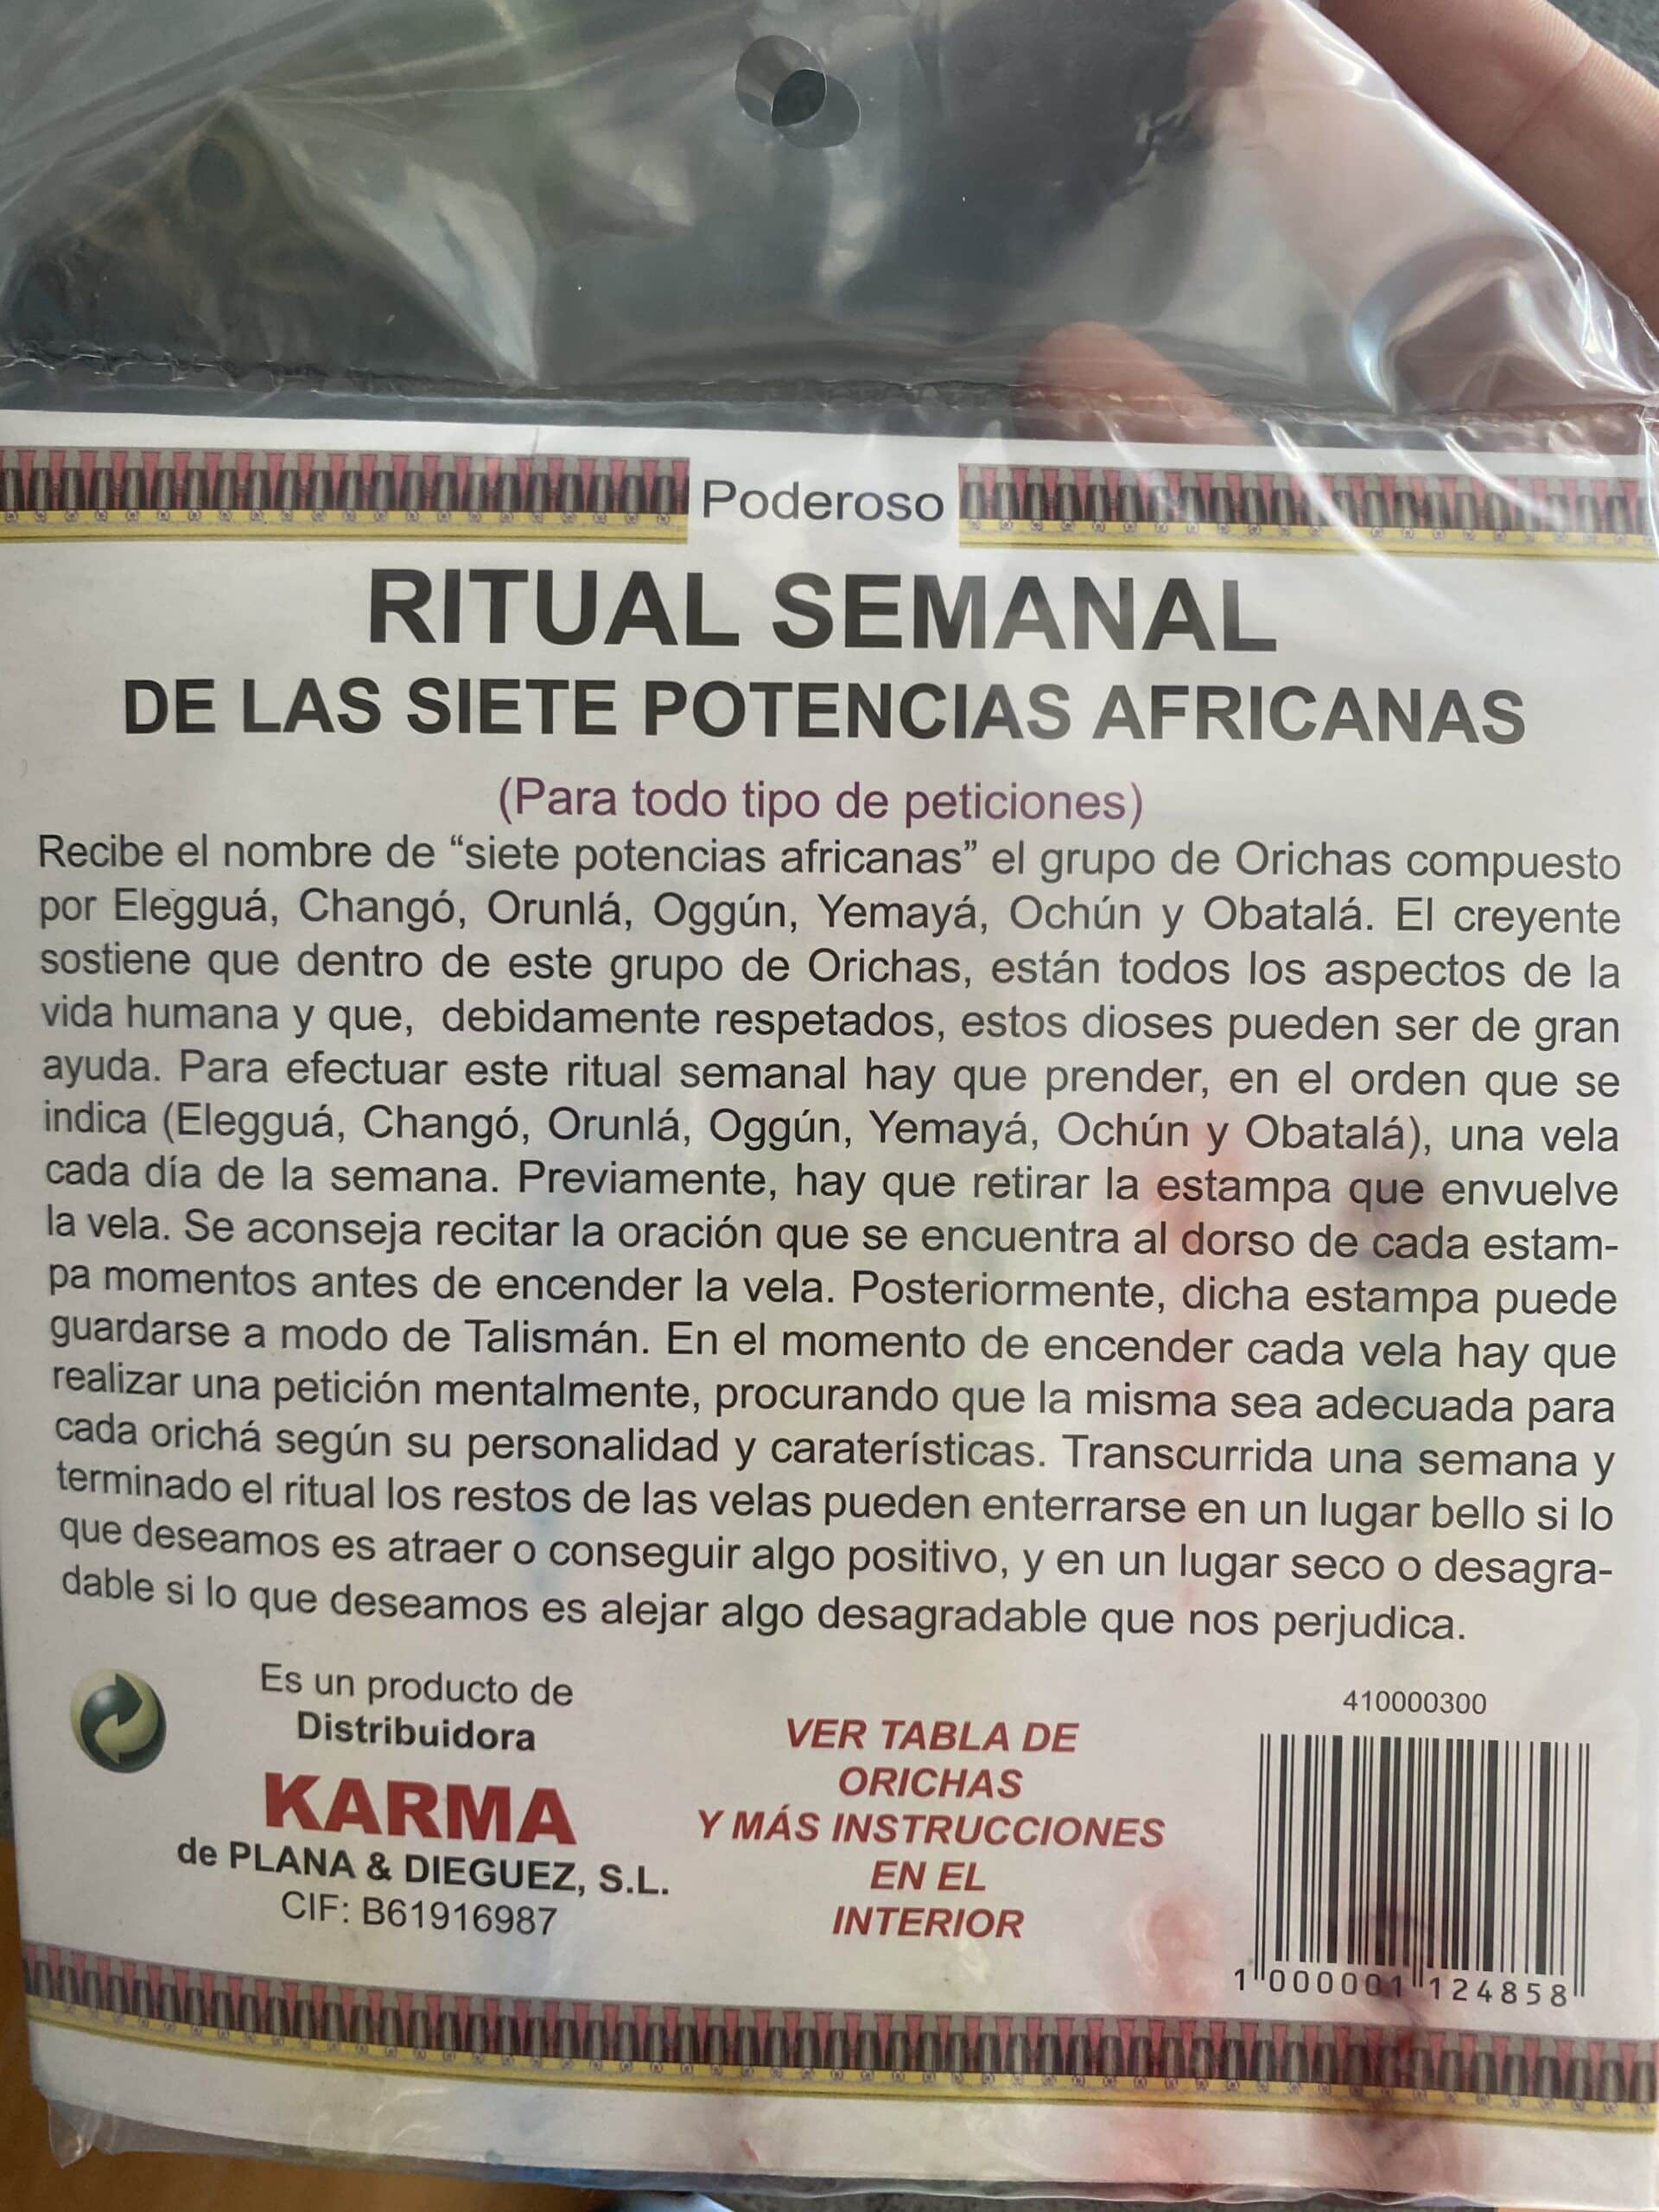 Poderoso
RITUAL SEMANAL
DE LAS SIETE POTENCIAS AFRICANAS
(Para todo tipo de peticiones)
Recibe el nombre de “siete potencias africanas” el grupo de Orichas compuesto
por Elegguá, Changó, Orunlá, Oggún, Yemayá, Ochún y Obatalá. El creyente
sostiene que dentro de este grupo de Orichas, están todos los aspectos de la
vida humana y que, debidamente respetados, estos dioses pueden ser de gran
ayuda. Para efectuar este ritual semanal hay que prender, en el orden que se
indica (Elegguá, Changó, Orunlá, Oggún, Yemayá, Ochún y Obatalá), una vela
cada día de la semana. Previamente, hay que retirar la estampa que envuelve
la vela. Se aconseja recitar la oración que se encuentra al dorso de cada estam-
pa momentos antes de encender la vela. Posteriormente, dicha estampa puede
guardarse a modo de Talismán. En el momento de encender cada vela hay que
realizar una petición mentalmente, procurando que la misma sea adecuada para
cada orichá según su personalidad y caraterísticas. Transcurrida una semana y
terminado el ritual los restos de las velas pueden enterrarse en un lugar bello si lo
que deseamos es atraer o conseguir algo positivo, y en un lugar seco o desagra-
dable si lo que deseamos es alejar algo desagradable que nos perjudica.
Es un producto de
Distribuidora
KARMA
de PLANA & DIEGUEZ, S.L.
CIF: B61916987
VER TABLA DE
ORICHAS
Y MÁS INSTRUCCIONES
EN EL
INTERIOR
410000300
1 000001 124858